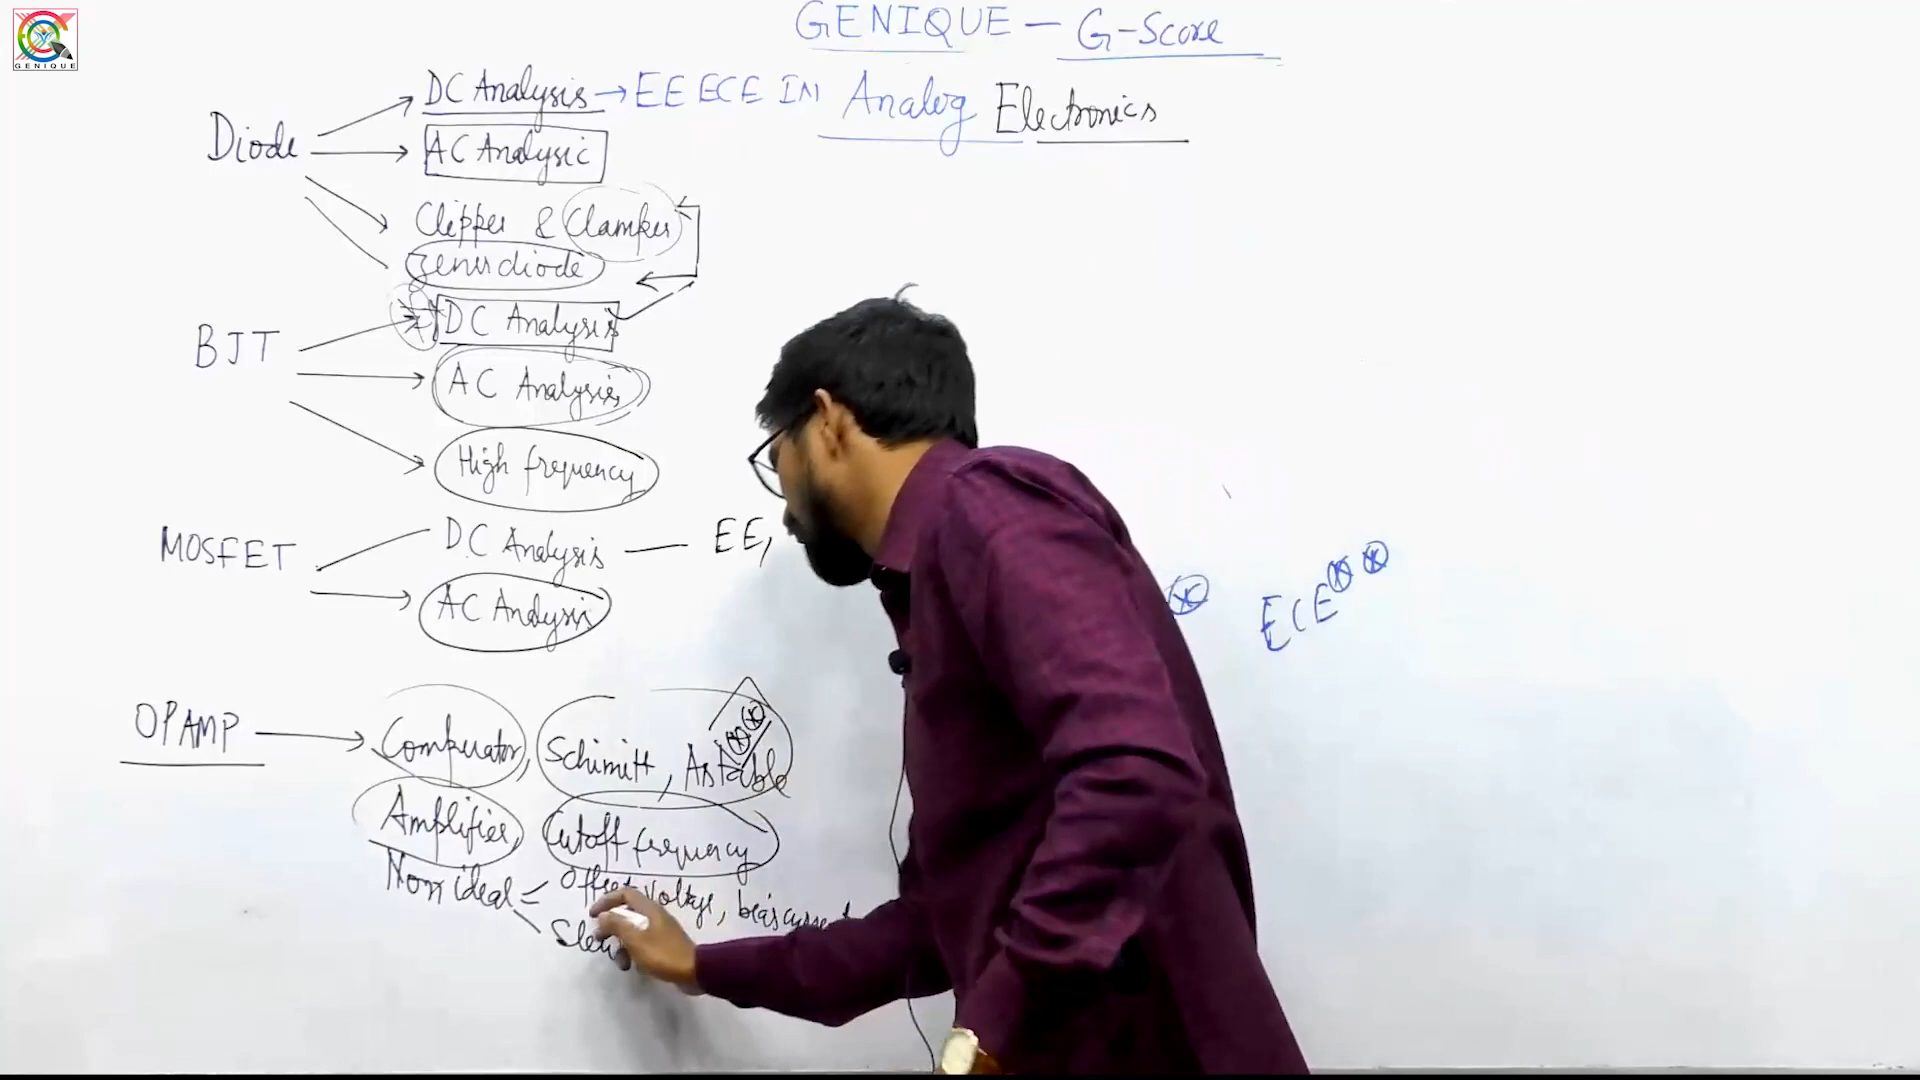 GENIQUE
GENIQUE - G-Score
Analog Electronics
Diode
DC Analysis → EE ECE IN
AC Analysic
Clipper & Clamper
Zener diode
BJT
DC Analysis
AC Analysis
High frequency
MOSFET
DC Analysis — EE,
AC Analysis
ECE
OPAMP → Comparator, Schimitt, Astable
Amplifier, Cutoff frequency
Non ideal = Offset voltage, bias current
Slew